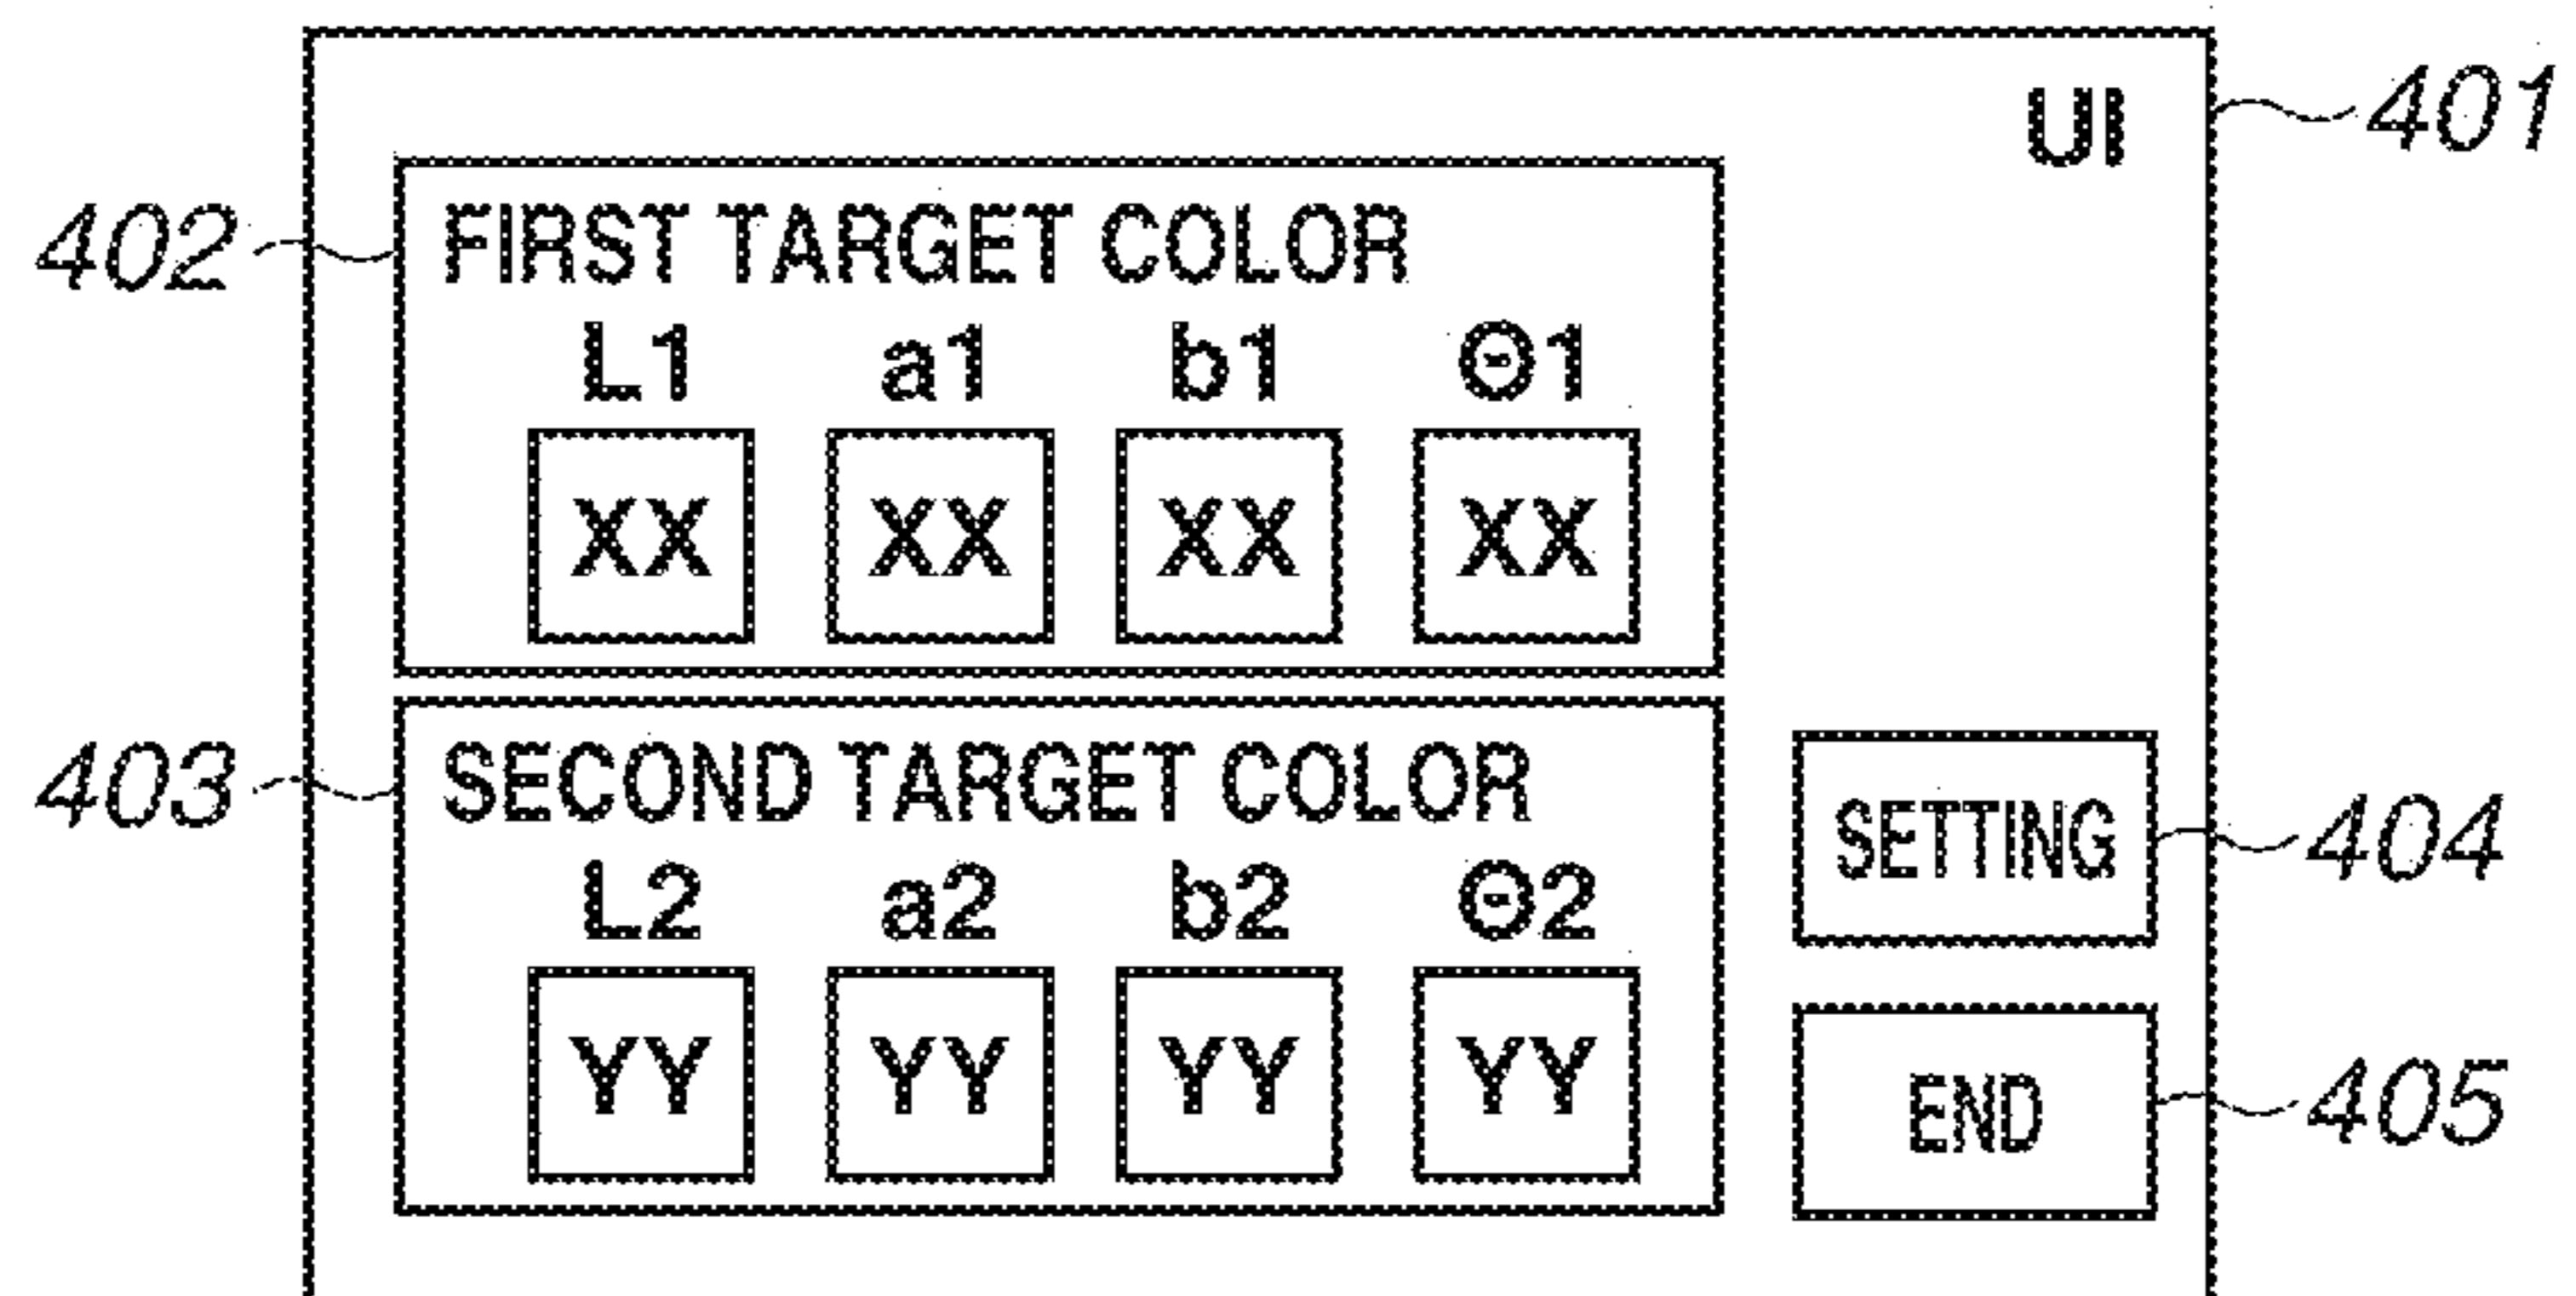 UI
401
402
FIRST TARGET COLOR
L1 a1 b1 Θ1
XX XX XX XX
403
SECOND TARGET COLOR
L2 a2 b2 Θ2
YY YY YY YY
SETTING
404
END
405